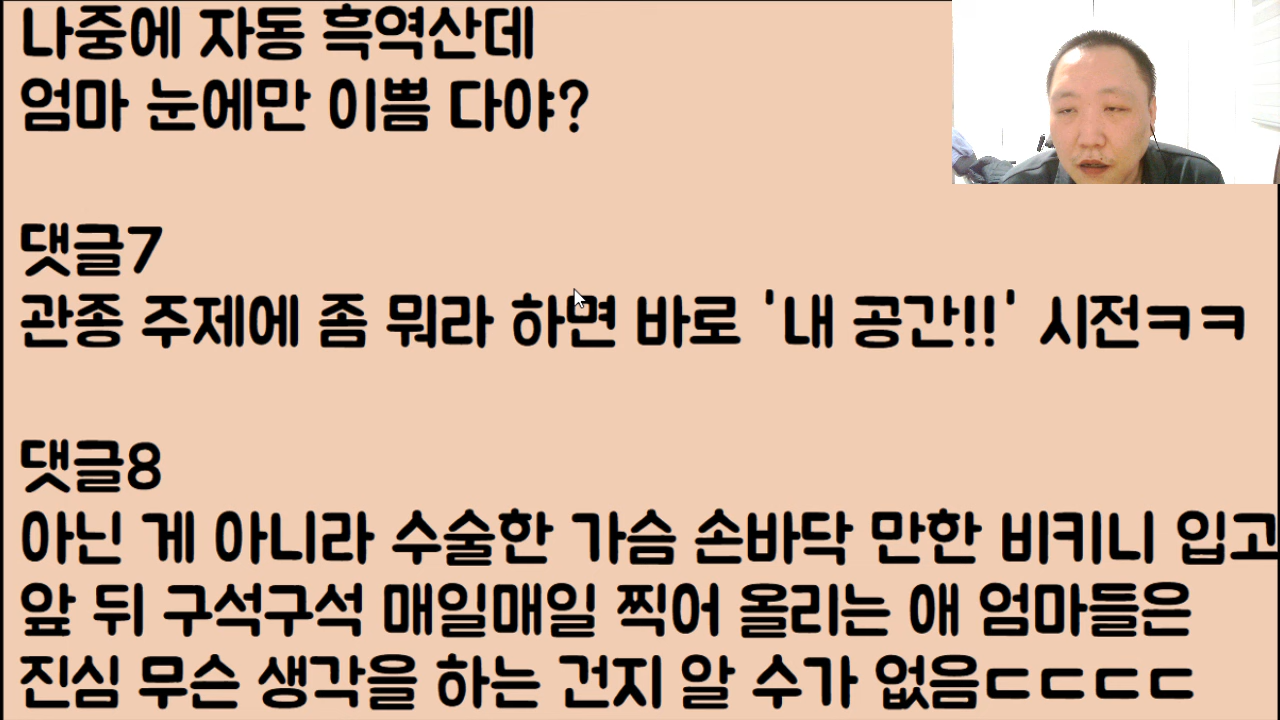 나중에 자동 흑역산데
엄마 눈에만 이쁨 다야?
댓글7
관종 주제에 좀 뭐라 하면 바로 '내 공간!!' 시전ㅋㅋ
댓글8
아닌 게 아니라 수술한 가슴 손바닥 만한 비키니 입고
앞 뒤 구석구석 매일매일 찍어 올리는 애 엄마들은
진심 무슨 생각을 하는 건지 알 수가 없음ㄷㄷㄷㄷ